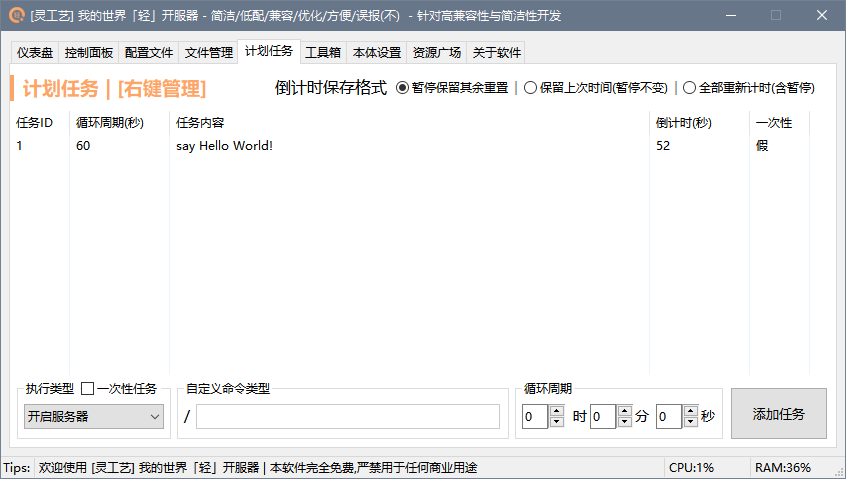 [灵工艺] 我的世界「轻」开服器 - 简洁/低配/兼容/优化/方便/误报(不) - 针对高兼容性与简洁性开发
仪表盘 控制面板 配置文件 文件管理 计划任务 工具箱 本体设置 资源广场 关于软件
计划任务 | [右键管理] 倒计时保存格式 暂停保留其余重置 | 保留上次时间(暂停不变) | 全部重新计时(含暂停)
任务ID 循环周期(秒) 任务内容 倒计时(秒) 一次性
1 60 say Hello World! 52 假
执行类型 一次性任务 自定义命令类型 循环周期
开启服务器 / 0 时 0 分 0 秒 添加任务
Tips: 欢迎使用 [灵工艺] 我的世界「轻」开服器 | 本软件完全免费,严禁用于任何商业用途 CPU:1% RAM:36%